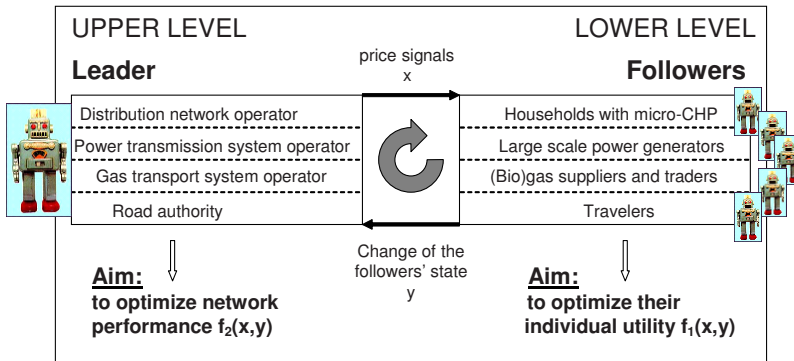 UPPER LEVEL
LOWER LEVEL
Leader
price signals
x
Followers
Distribution network operator
Households with micro-CHP
Power transmission system operator
Large scale power generators
Gas transport system operator
(Bio)gas suppliers and traders
Road authority
Travelers
Change of the
followers' state
y
Aim:
to optimize network
performance f₂(x,y)
Aim:
to optimize their
individual utility f₁(x,y)